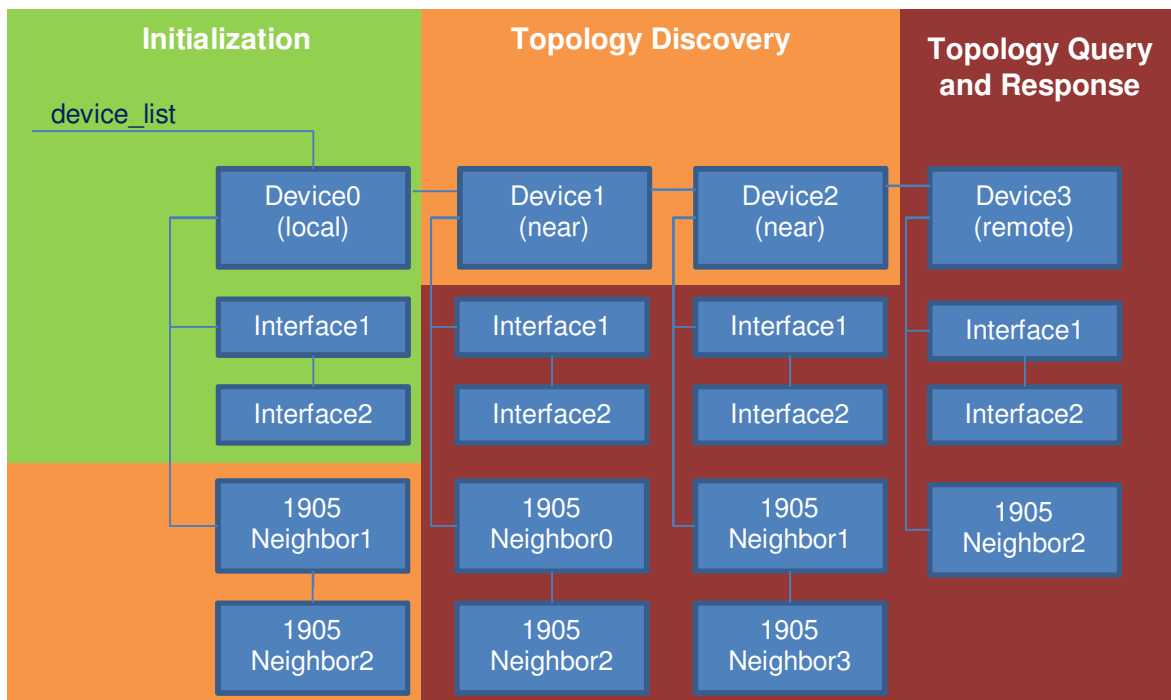 Initialization
Topology Discovery
Topology Query
and Response
device_list
Device0
(local)
Device1
(near)
Device2
(near)
Device3
(remote)
Interface1
Interface1
Interface1
Interface1
Interface2
Interface2
Interface2
Interface2
1905
Neighbor1
1905
Neighbor0
1905
Neighbor1
1905
Neighbor2
1905
Neighbor2
1905
Neighbor2
1905
Neighbor3